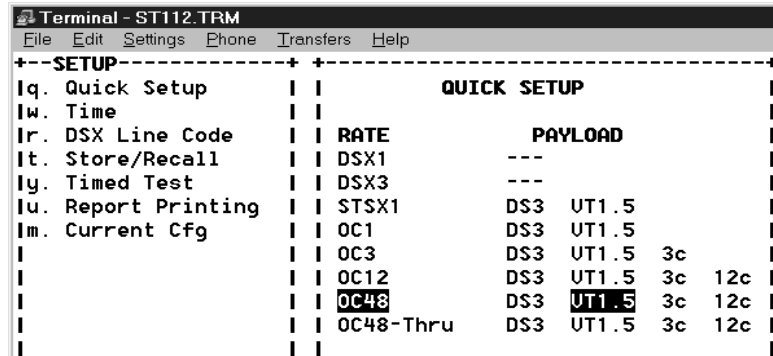 Terminal - ST112.TRM
File Edit Settings Phone Transfers Help
+--SETUP--------------+ +-----------------------------------+
|q. Quick Setup | | QUICK SETUP |
|w. Time | |
|r. DSX Line Code | | RATE PAYLOAD |
|t. Store/Recall | | DSX1 --- |
|y. Timed Test | | DSX3 --- |
|u. Report Printing | | STSX1 DS3 VT1.5 |
|m. Current Cfg | | OC1 DS3 VT1.5 |
| | | OC3 DS3 VT1.5 3c |
| | | OC12 DS3 VT1.5 3c 12c |
| | | OC48 DS3 VT1.5 3c 12c |
| | | OC48-Thru DS3 VT1.5 3c 12c |